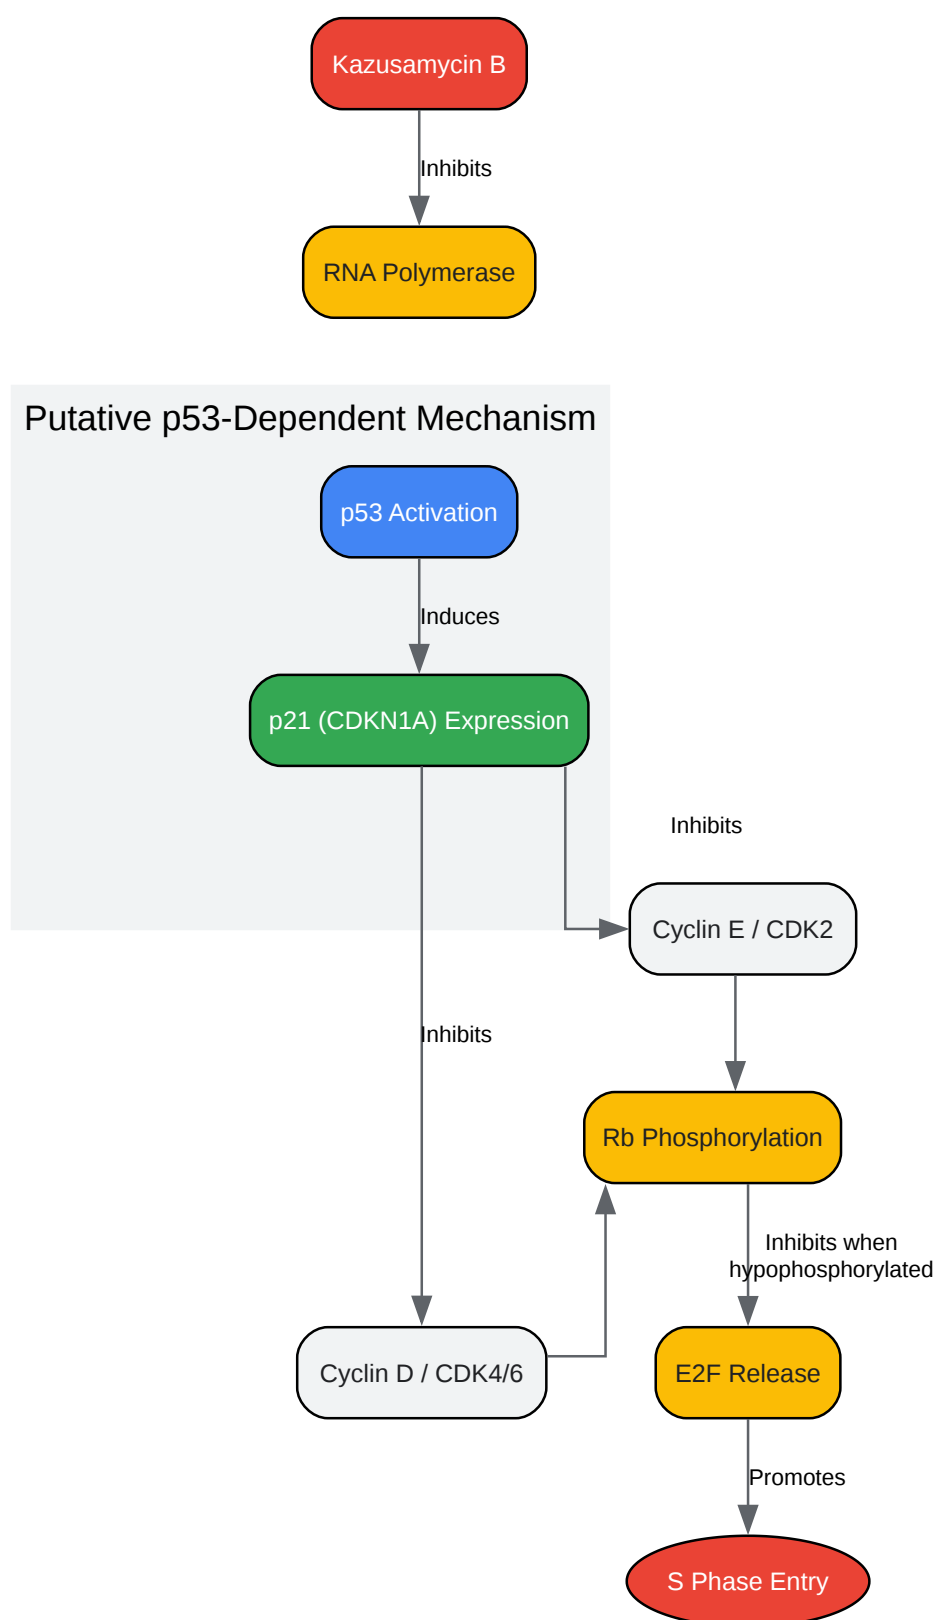 Kazusamycin B
Inhibits
RNA Polymerase
Putative p53-Dependent Mechanism
p53 Activation
Induces
p21 (CDKN1A) Expression
Inhibits
Cyclin E / CDK2
Inhibits
Rb Phosphorylation
Inhibits when
hypophosphorylated
Cyclin D / CDK4/6
E2F Release
Promotes
S Phase Entry